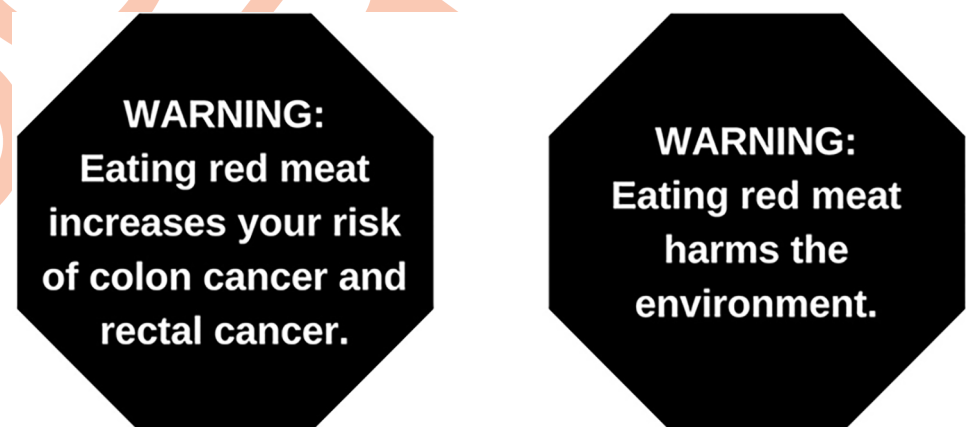 WARNING:
Eating red meat
increases your risk
of colon cancer and
rectal cancer.
WARNING:
Eating red meat
harms the
environment.